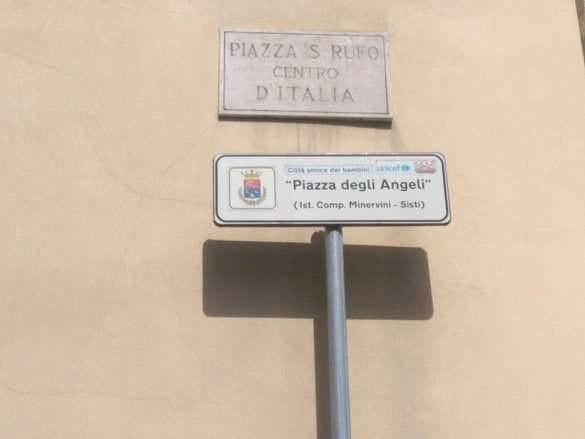 PIAZZA S RUFO
CENTRO
D'ITALIA
Città amica dei bambini unicef
"Piazza degli Angeli"
(Ist. Comp. Minervini - Sisti)